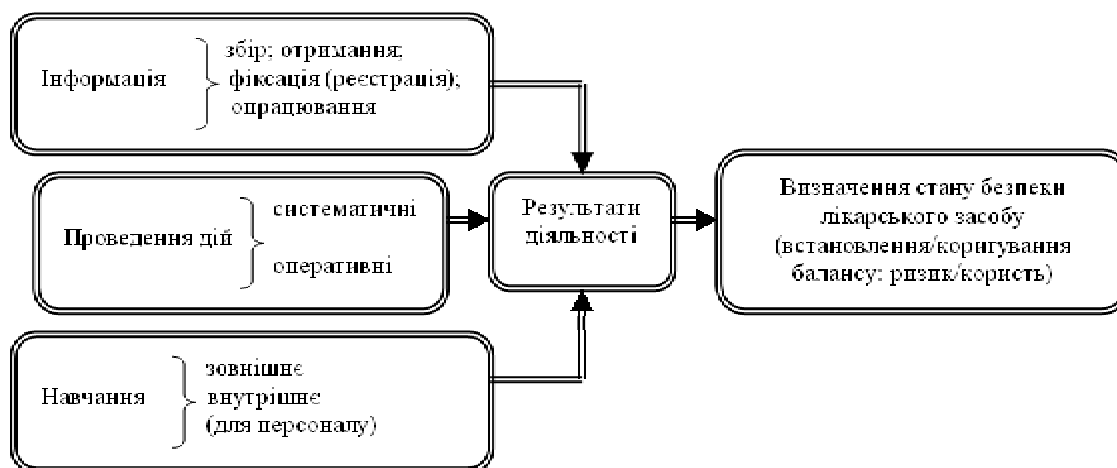 Інформація
збір; отримання;
фіксація (реєстрація);
опрацювання
Проведення дій
систематичні
оперативні
Навчання
зовнішнє
внутрішнє
(для персоналу)
Результати
діяльності
Визначення стану безпеки
лікарського засобу
(встановлення/коригування
балансу: ризик/користь)